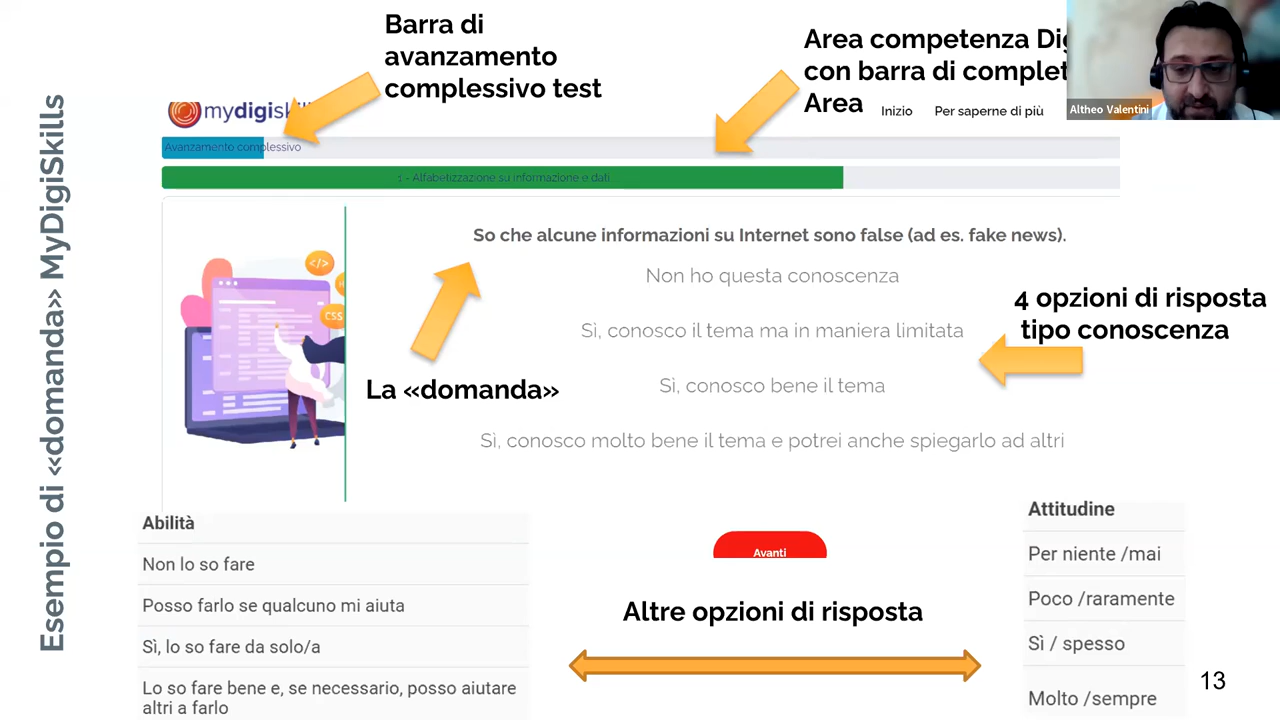 Esempio di «domanda» MyDigiSkills
Barra di
avanzamento
complessivo test
Area competenza
con barra di
Area
Altheo Valentini
Inizio
Per saperne di più
Avanzamento complessivo
1 - Alfabetizzazione su informazione e dati
So che alcune informazioni su Internet sono false (ad es. fake news).
Non ho questa conoscenza
Sì, conosco il tema ma in maniera limitata
Sì, conosco bene il tema
Sì, conosco molto bene il tema e potrei anche spiegarlo ad altri
4 opzioni di risposta
tipo conoscenza
La «domanda»
</>
CSS
Avanti
Altre opzioni di risposta
Abilità
Non lo so fare
Posso farlo se qualcuno mi aiuta
Sì, lo so fare da solo/a
Lo so fare bene e, se necessario, posso aiutare
altri a farlo
Attitudine
Per niente /mai
Poco /raramente
Sì / spesso
Molto /sempre
13